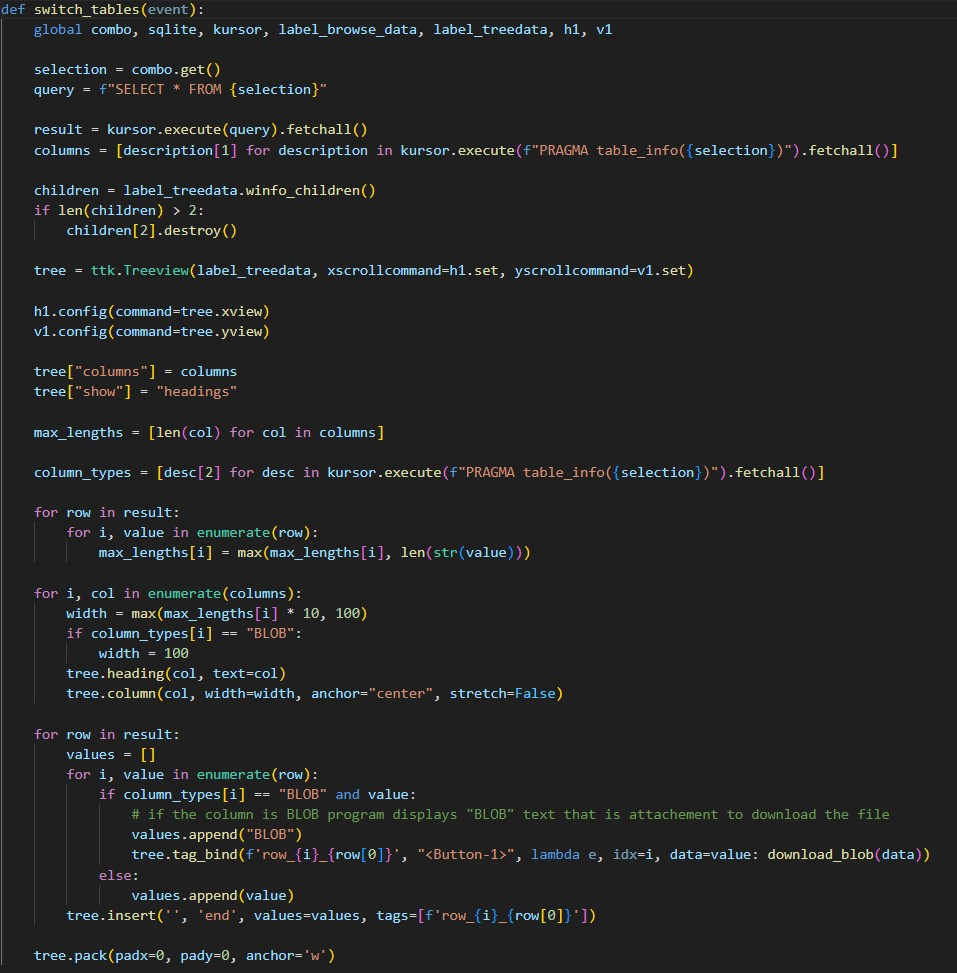 def switch_tables(event):
    global combo, sqlite, kursor, label_browse_data, label_treedata, h1, v1
    selection = combo.get()
    query = f"SELECT * FROM {selection}"
    result = kursor.execute(query).fetchall()
    columns = [description[1] for description in kursor.execute(f"PRAGMA table_info({selection})").fetchall()]
    children = label_treedata.winfo_children()
    if len(children) > 2:
        children[2].destroy()
    tree = ttk.Treeview(label_treedata, xscrollcommand=h1.set, yscrollcommand=v1.set)
    h1.config(command=tree.xview)
    v1.config(command=tree.yview)
    tree["columns"] = columns
    tree["show"] = "headings"
    max_lengths = [len(col) for col in columns]
    column_types = [desc[2] for desc in kursor.execute(f"PRAGMA table_info({selection})").fetchall()]
    for row in result:
        for i, value in enumerate(row):
            max_lengths[i] = max(max_lengths[i], len(str(value)))
    for i, col in enumerate(columns):
        width = max(max_lengths[i] * 10, 100)
        if column_types[i] == "BLOB":
            width = 100
        tree.heading(col, text=col)
        tree.column(col, width=width, anchor="center", stretch=False)
    for row in result:
        values = []
        for i, value in enumerate(row):
            if column_types[i] == "BLOB" and value:
                # if the column is BLOB program displays "BLOB" text that is attachement to download the file
                values.append("BLOB")
                tree.tag_bind(f'row_{i}_{row[0]}', "<Button-1>", lambda e, idx=i, data=value: download_blob(data))
            else:
                values.append(value)
        tree.insert('', 'end', values=values, tags=[f'row_{i}_{row[0]}'])
    tree.pack(padx=0, pady=0, anchor='w')